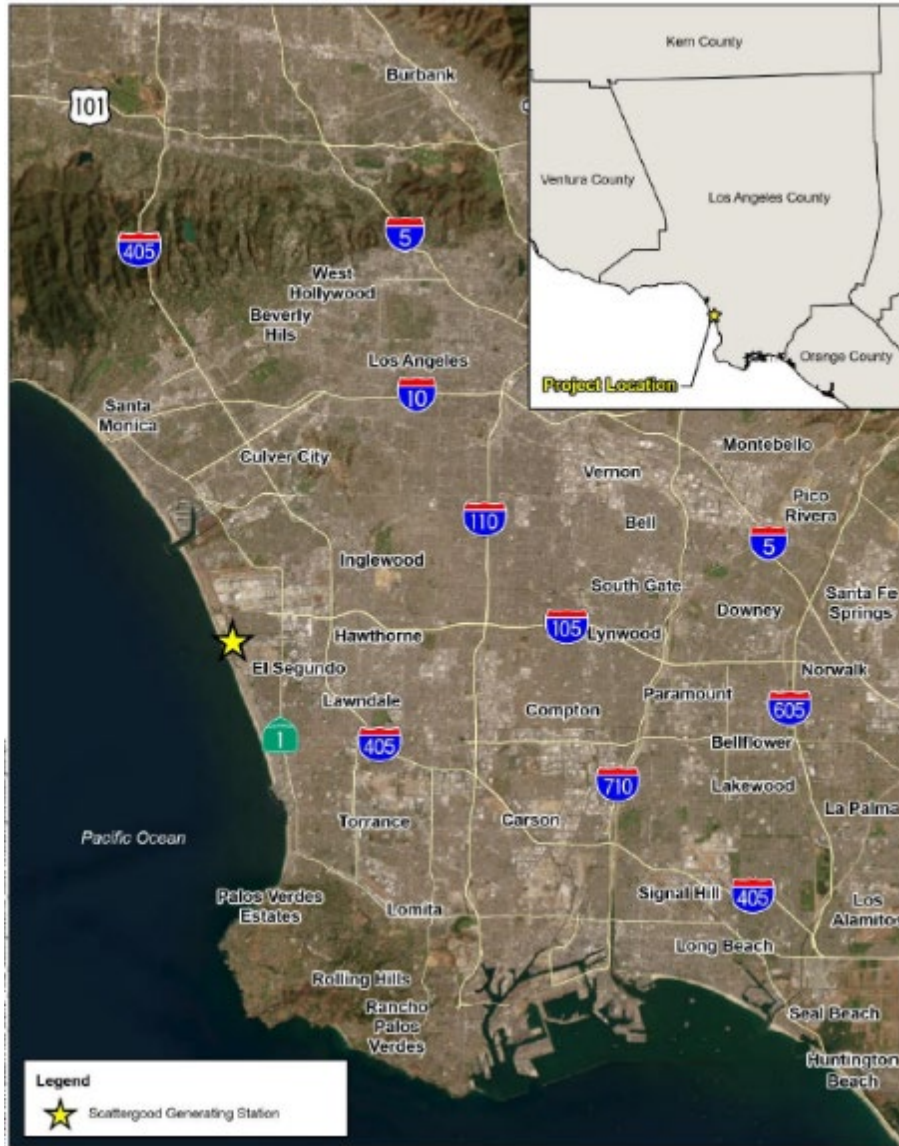 Kern County
Burbank
101
Ventura County
Los Angeles County
405
5
West
Hollywood
Beverly
Hils
Orange County
Los Angeles
Project Location
10
Santa
Monica
Montebello
Culver City
Vernon
Pico
Rivera
110
Bell
5
Inglewood
South Gate
Santa Fe
Springs
Downey
105
Lynwood
Hawthorne
El Segundo
Norwalk
Lawndale
Paramount
Compton
605
1
405
Bellflower
710
Lakewood
La Palma
Torrance
Carson
Pacific Ocean
Signal Hill
405
Palos Verdes
Estates
Lomita
Los
Alamitos
Long Beach
Rolling Hills
Rancho
Palos
Verdes
Seal Beach
Huntington
Beach
Legend
Scattergood Generating Station